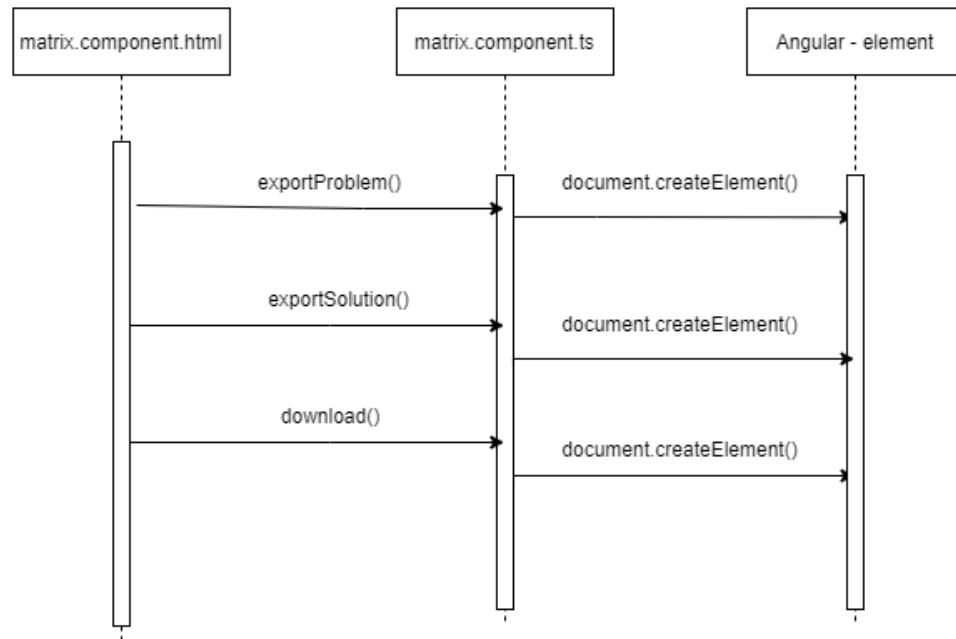 matrix.component.html
matrix.component.ts
Angular - element
exportProblem()
document.createElement()
exportSolution()
document.createElement()
download()
document.createElement()